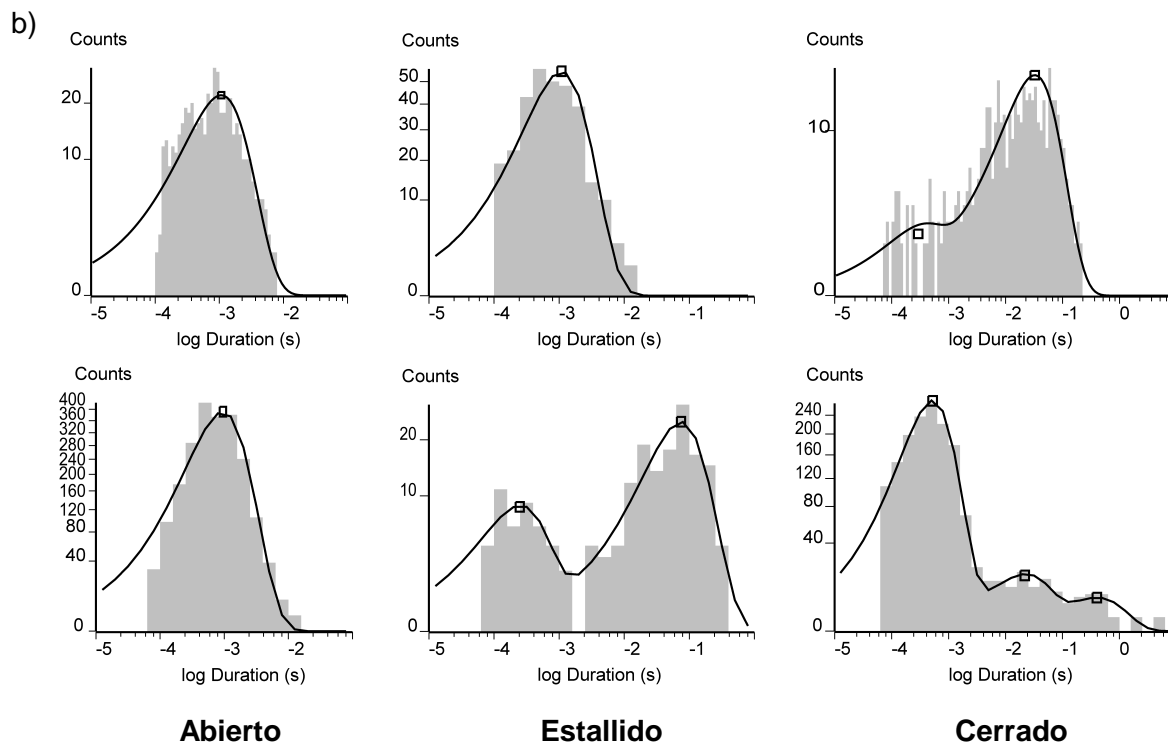 b)
Counts
20
10
0
-5 -4 -3 -2
log Duration (s)
Counts
50
40
30
20
10
0
-5 -4 -3 -2 -1
log Duration (s)
Counts
10
0
-5 -4 -3 -2 -1 0
log Duration (s)
Counts
400
360
320
280
240
200
160
120
80
40
0
-5 -4 -3 -2
log Duration (s)
Counts
20
10
0
-5 -4 -3 -2 -1
log Duration (s)
Counts
240
200
160
120
80
40
0
-5 -4 -3 -2 -1 0
log Duration (s)
Abierto Estallido Cerrado